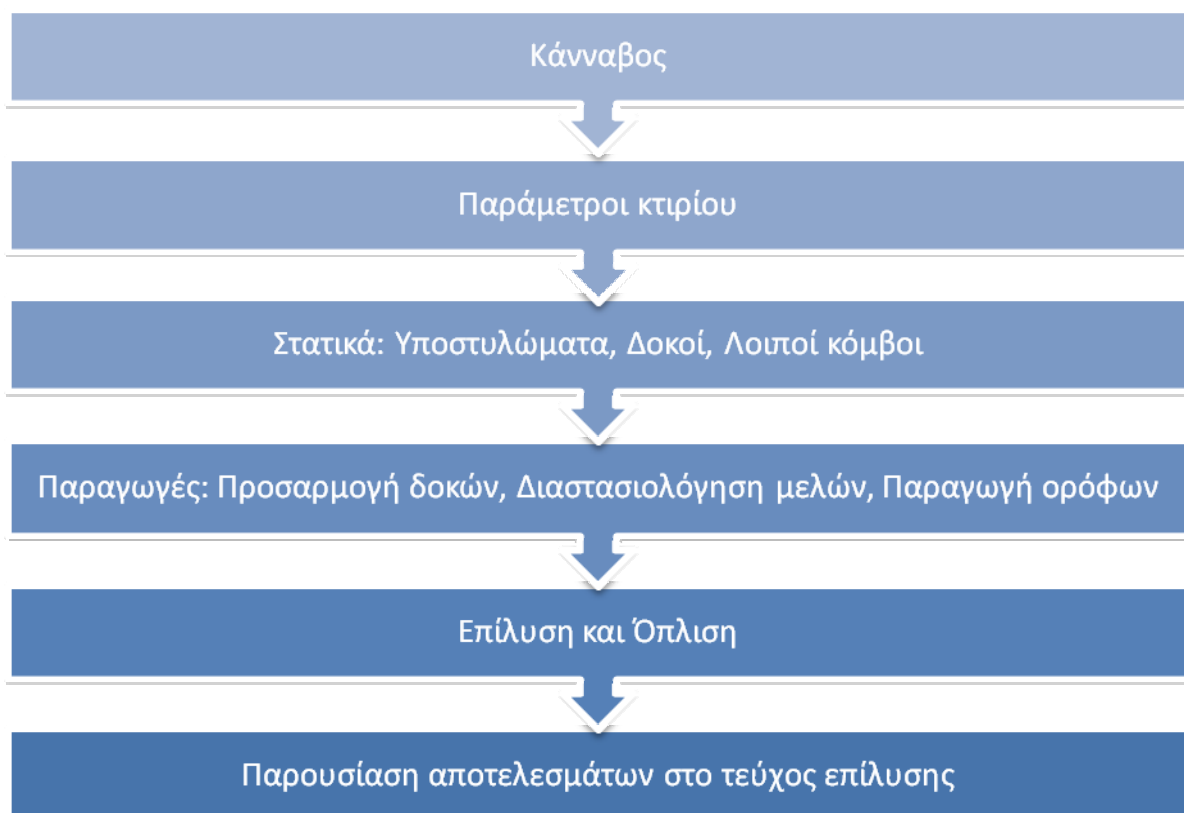 Κάνναβος
Παράμετροι κτιρίου
Στατικά: Υποστυλώματα, Δοκοί, Λοιποί κόμβοι
Παραγωγές: Προσαρμογή δοκών, Διαστασιολόγηση μελών, Παραγωγή ορόφων
Επίλυση και Όπλιση
Παρουσίαση αποτελεσμάτων στο τεύχος επίλυσης